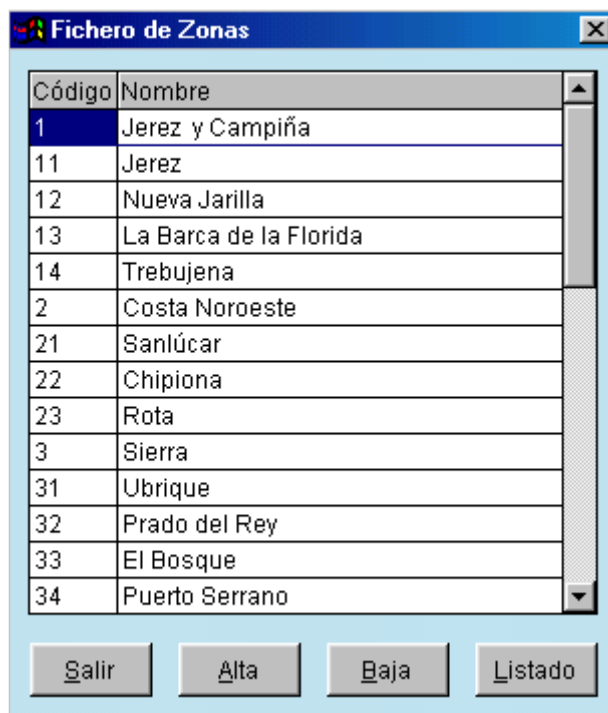 Fichero de Zonas
Código Nombre
1 Jerez y Campiña
11 Jerez
12 Nueva Jarilla
13 La Barca de la Florida
14 Trebujena
2 Costa Noroeste
21 Sanlúcar
22 Chipiona
23 Rota
3 Sierra
31 Ubrique
32 Prado del Rey
33 El Bosque
34 Puerto Serrano
Salir Alta Baja Listado